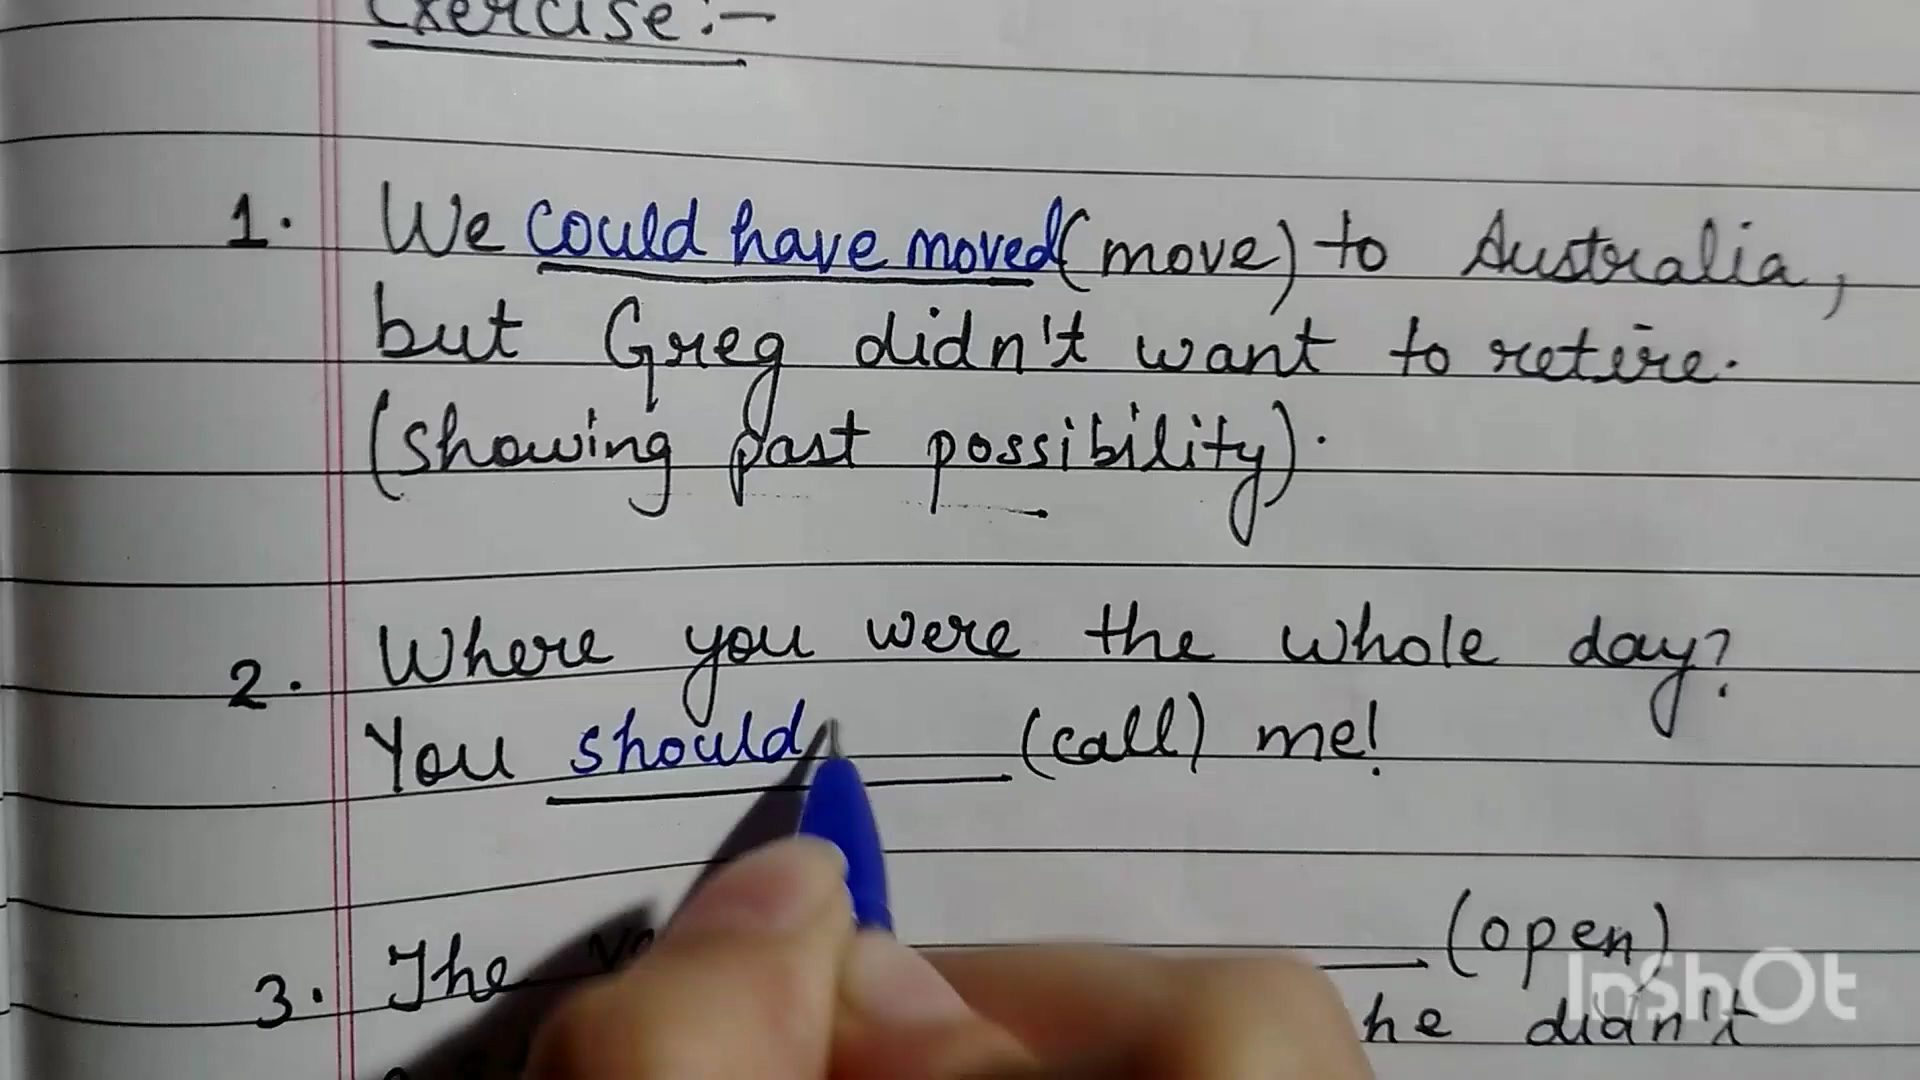 Exercise:-
1. We could have moved (move) to Australia,
but Greg didn't want to retire.
(showing past possibility).
2. Where you were the whole day?
You should (call) me!
3. The (open)
he didn't
InShOt